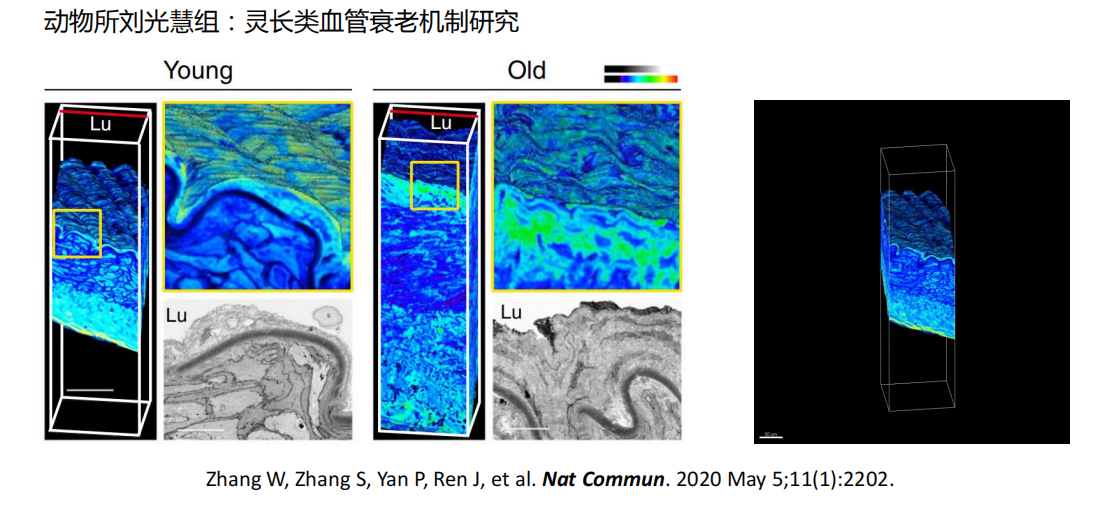 动物所刘光慧组：灵长类血管衰老机制研究
Young
Old
Lu
Lu
Lu
Lu
Zhang W, Zhang S, Yan P, Ren J, et al. Nat Commun. 2020 May 5;11(1):2202.